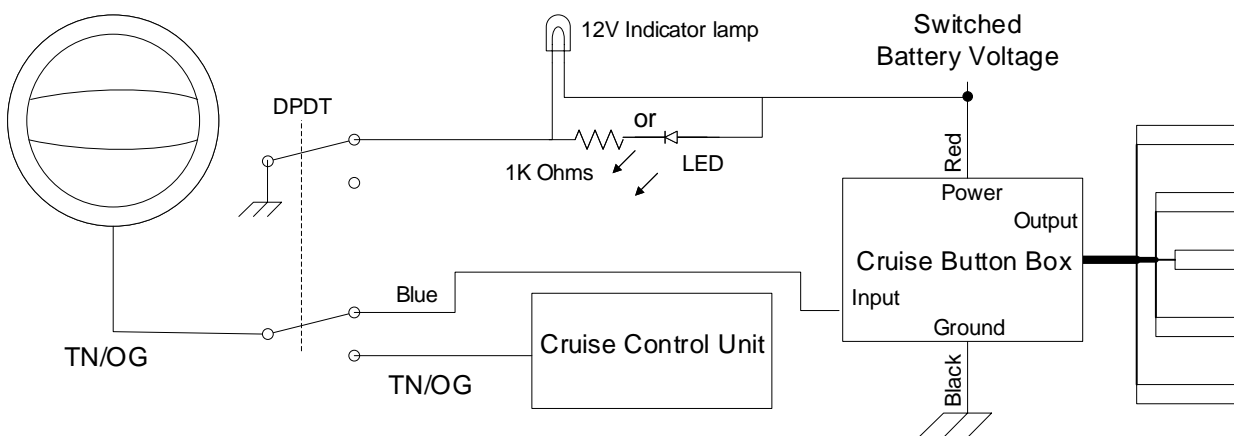 12V Indicator lamp
Switched
Battery Voltage
DPDT
or
1K Ohms
LED
Red
Power
Output
Cruise Button Box
Input
Ground
Black
Blue
Cruise Control Unit
TN/OG
TN/OG